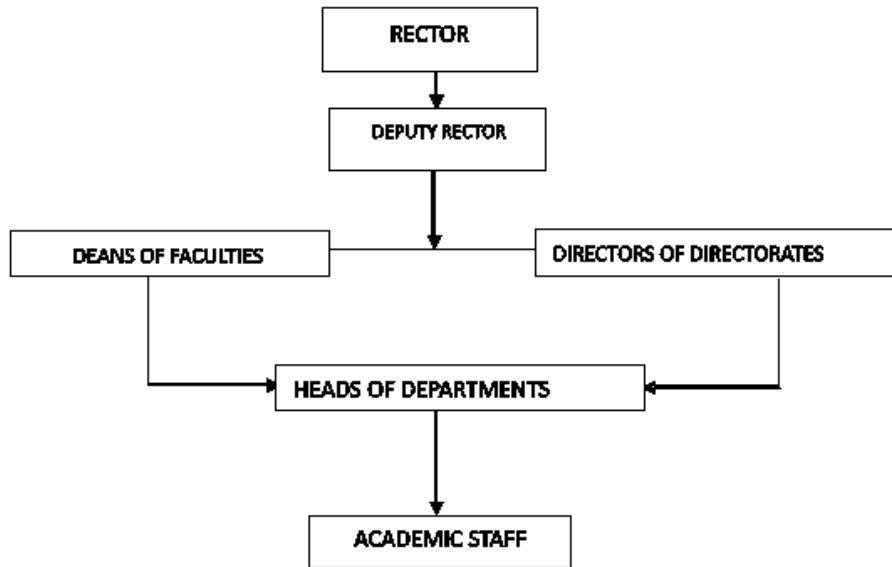 RECTOR
DEPUTY RECTOR
DEANS OF FACULTIES
DIRECTORS OF DIRECTORATES
HEADS OF DEPARTMENTS
ACADEMIC STAFF